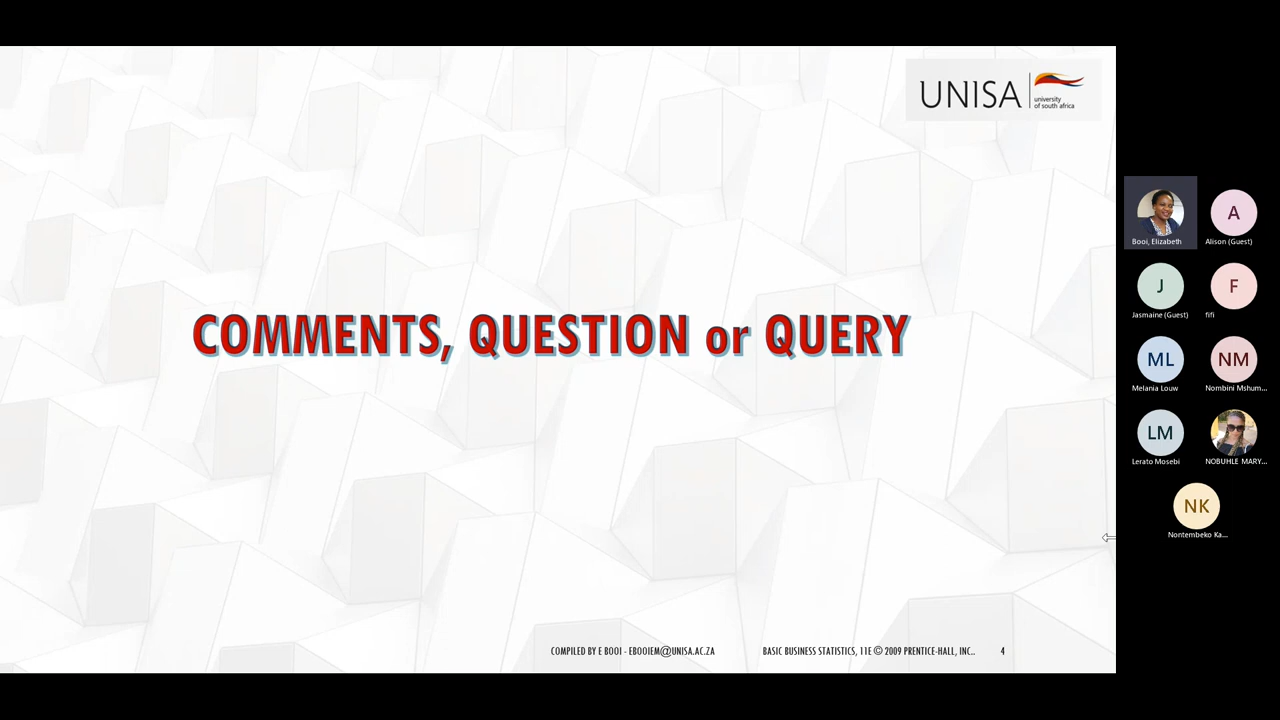 UNISA
university
of south africa
COMMENTS, QUESTION or QUERY
COMPILED BY E BOOI - EBOOIEM@UNISA.AC.ZA
BASIC BUSINESS STATISTICS, 11E © 2009 PRENTICE-HALL, INC..
4
Booi, Elizabeth
A
Alison (Guest)
J
Jasmaine (Guest)
F
fifi
ML
Melania Louw
NM
Nombini Mshum...
LM
Lerato Mosebi
NOBUHLE MARY...
NK
Nontembeko Ka...